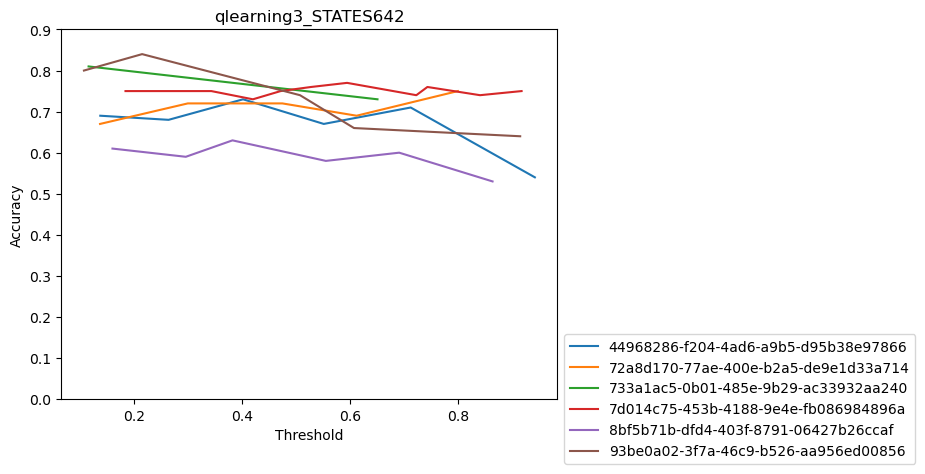 qlearning3_STATES642
0.9
0.8
0.7
0.6
0.5
0.4
0.3
0.2
0.1
0.0
Accuracy
0.2 0.4 0.6 0.8
Threshold
44968286-f204-4ad6-a9b5-d95b38e97866
72a8d170-77ae-400e-b2a5-de9e1d33a714
733a1ac5-0b01-485e-9b29-ac33932aa240
7d014c75-453b-4188-9e4e-fb086984896a
8bf5b71b-dfd4-403f-8791-06427b26ccaf
93be0a02-3f7a-46c9-b526-aa956ed00856